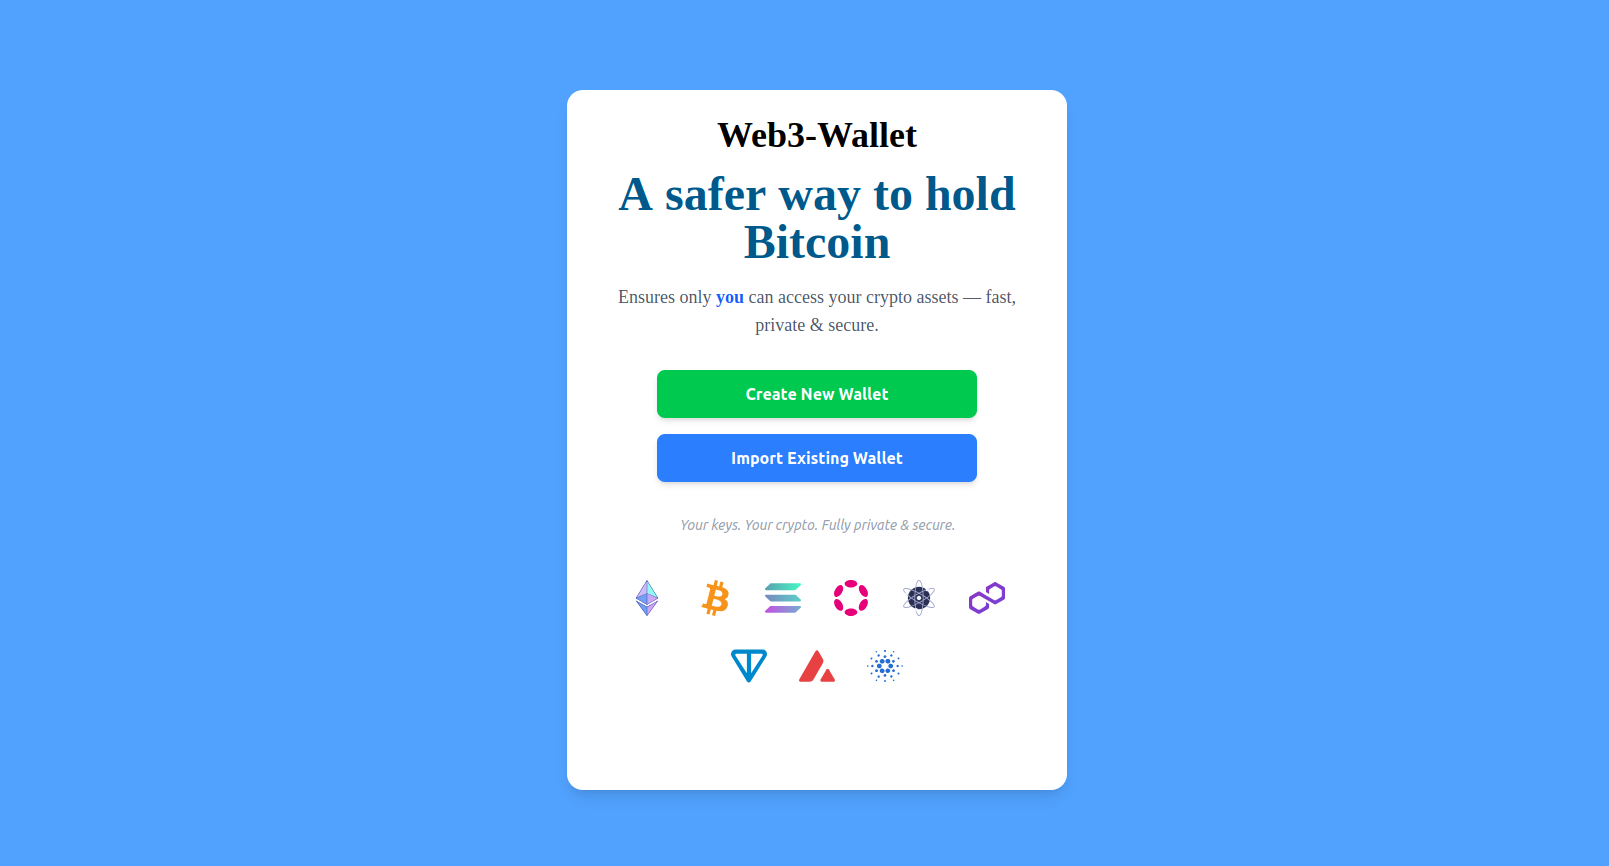 Web3-Wallet
A safer way to hold
Bitcoin
Ensures only you can access your crypto assets — fast,
private & secure.
Create New Wallet
Import Existing Wallet
Your keys. Your crypto. Fully private & secure.